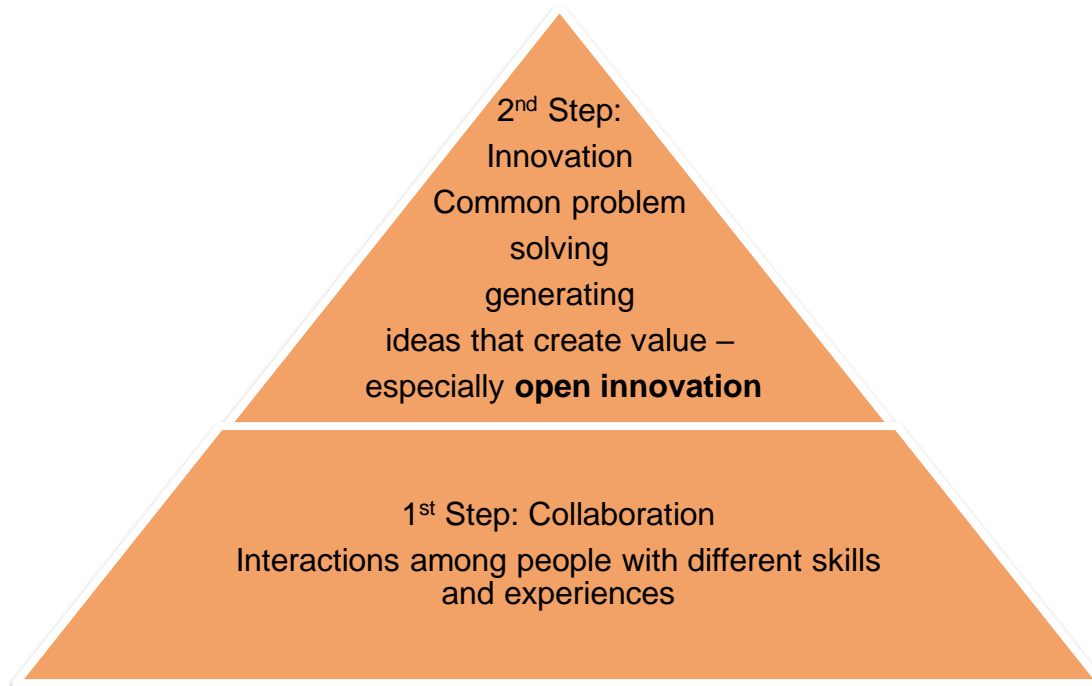 2nd Step:
Innovation
Common problem
solving
generating
ideas that create value –
especially open innovation
1st Step: Collaboration
Interactions among people with different skills
and experiences